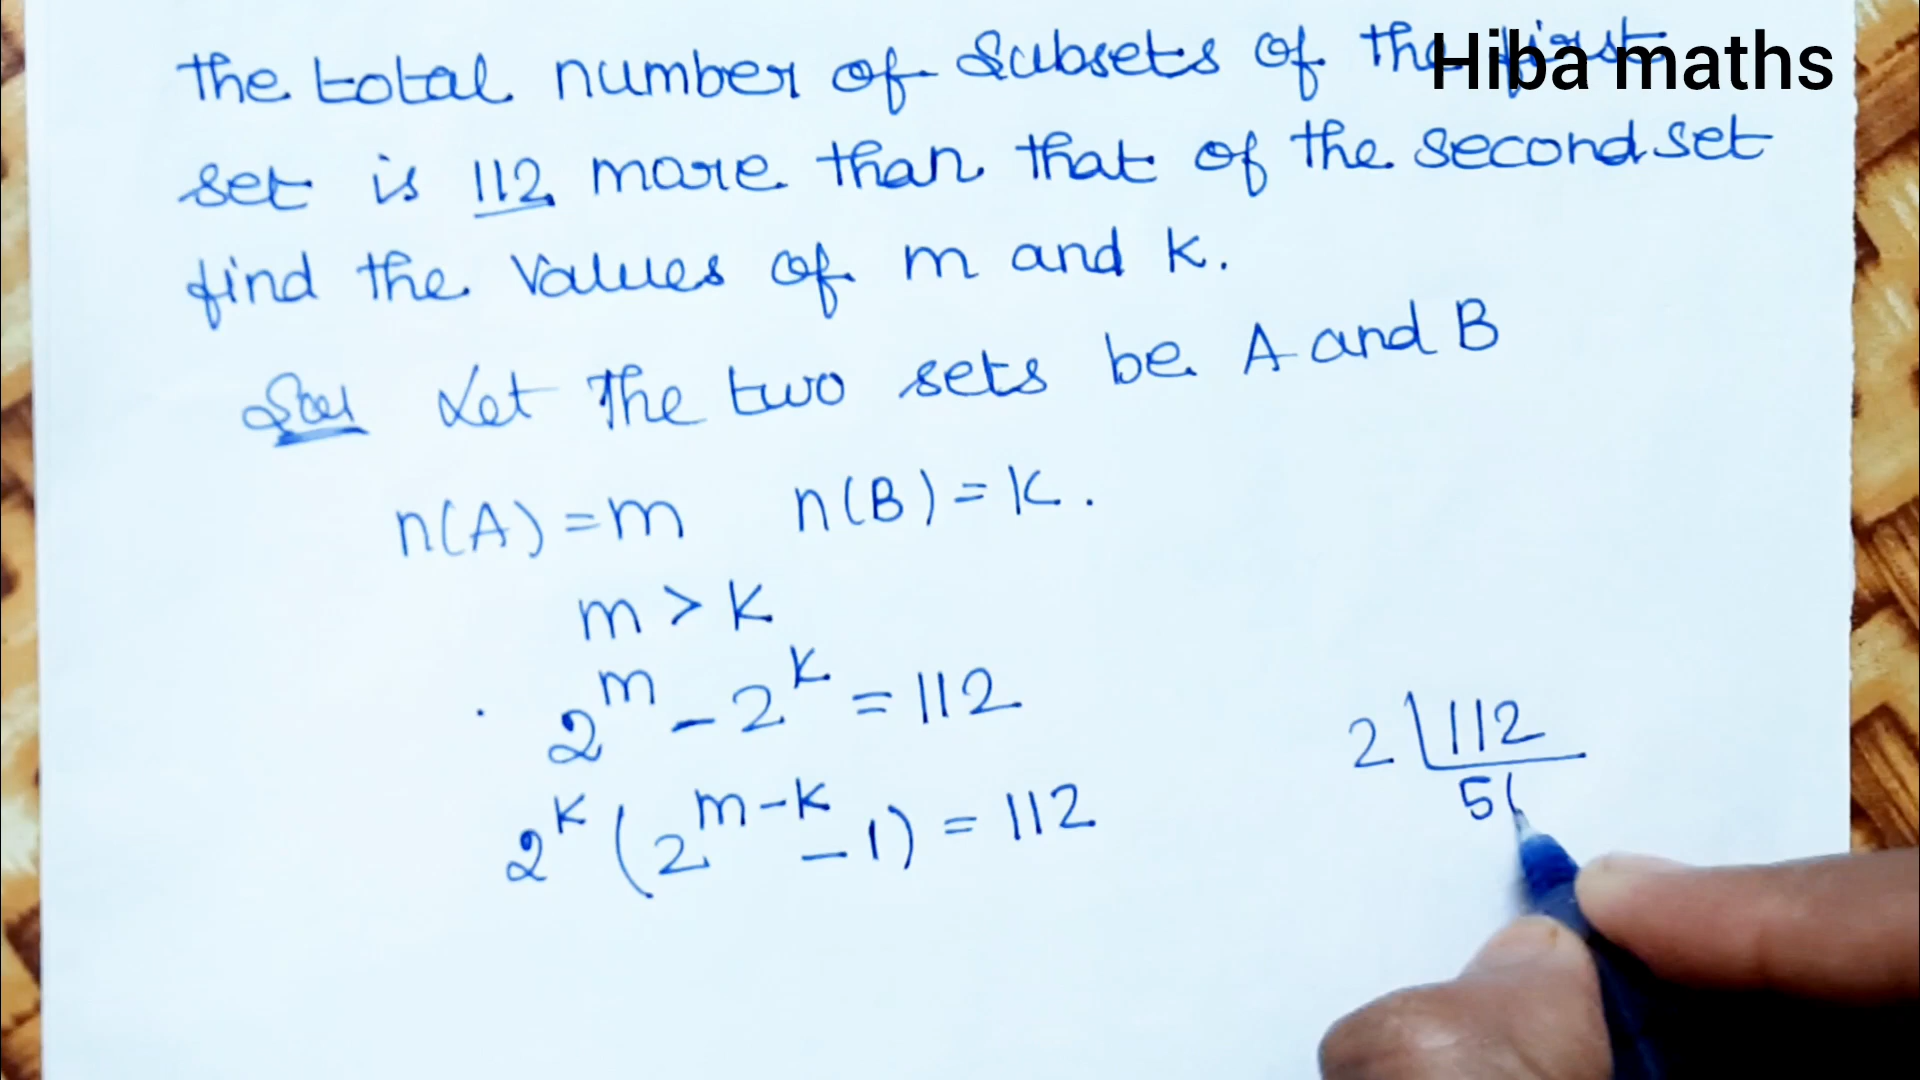 the total number of subsets of the first
Hiba maths
set is 112 more than that of the second set
find the values of m and k.
Sol Let the two sets be A and B
n(A) = m n(B) = k.
m > k
2^m - 2^k = 112
2^k (2^m-k - 1) = 112
2 112
5